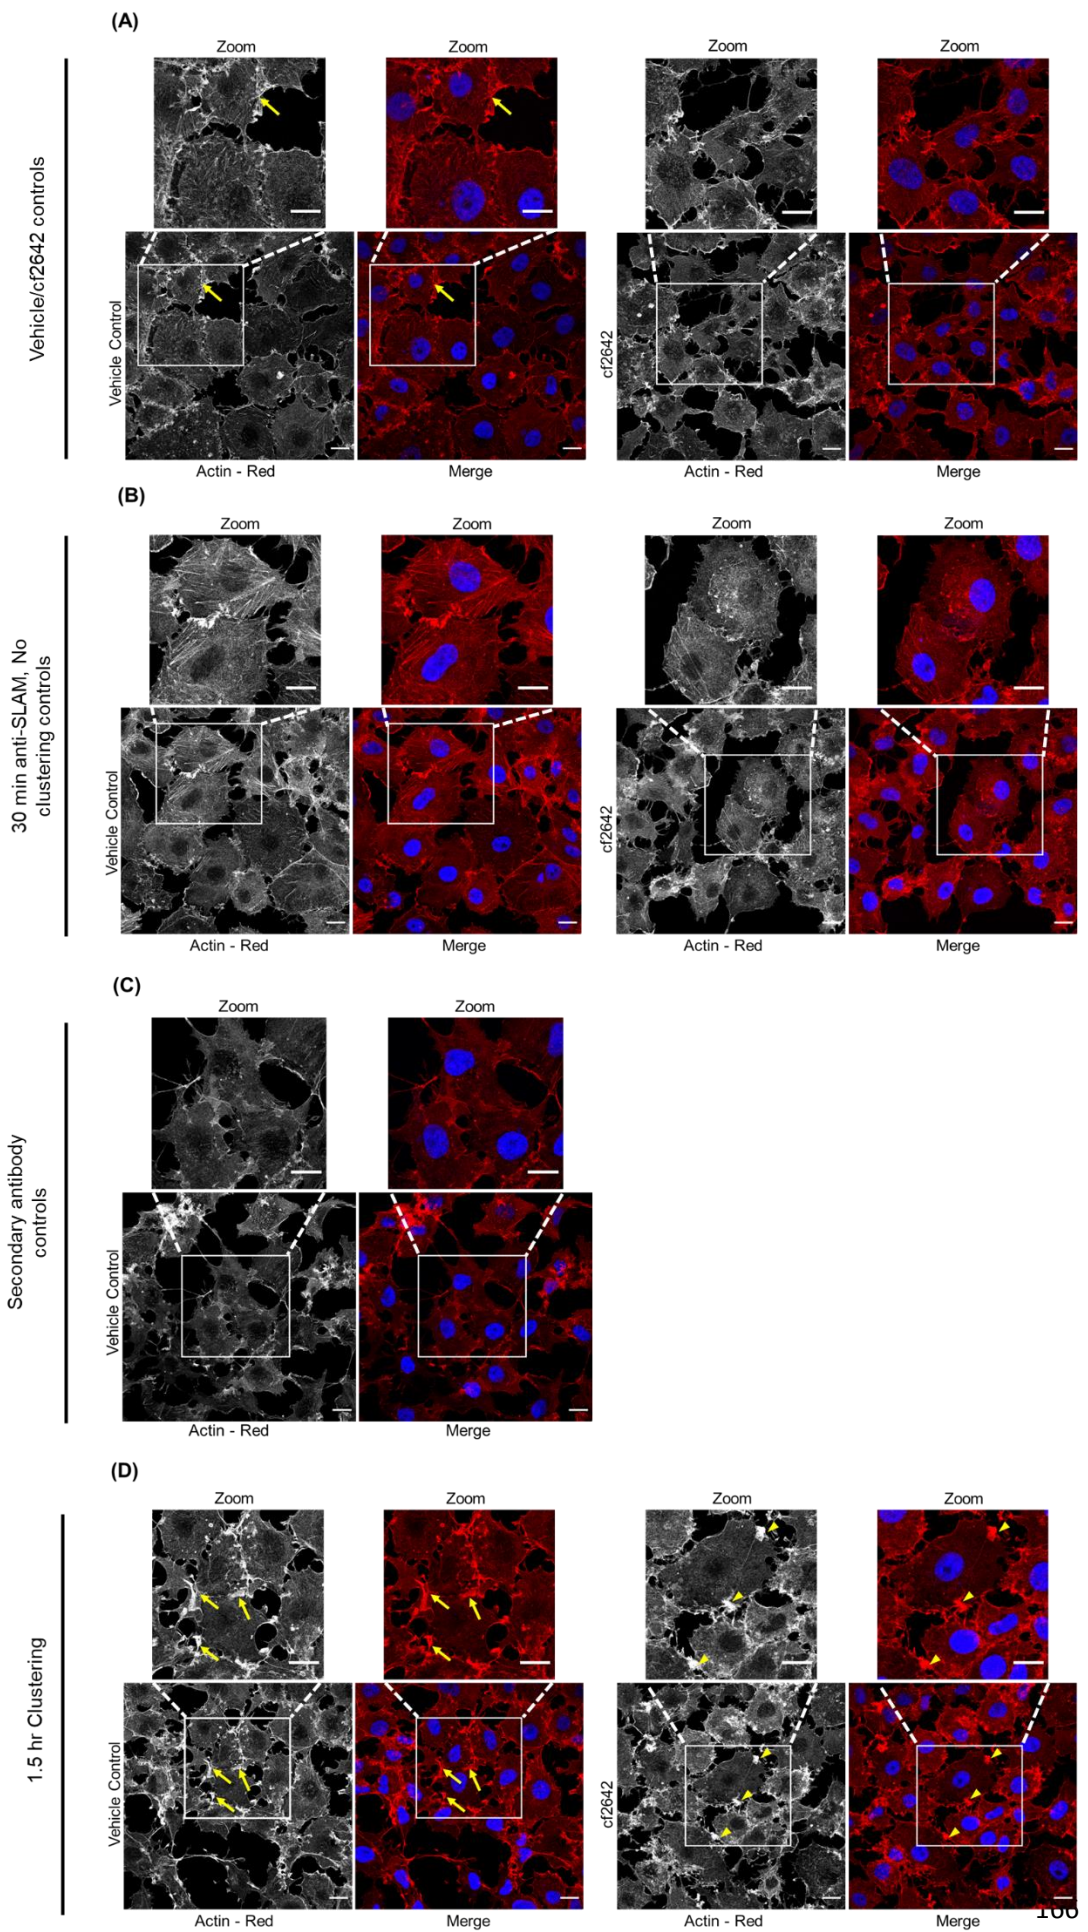 (A)
Zoom
Zoom
Zoom
Zoom
Vehicle/cf2642 controls
Vehicle Control
cf2642
Actin - Red
Merge
Actin - Red
Merge
(B)
Zoom
Zoom
Zoom
Zoom
30 min anti-SLAM, No
clustering controls
Vehicle Control
cf2642
Actin - Red
Merge
Actin - Red
Merge
(C)
Zoom
Zoom
Secondary antibody
controls
Vehicle Control
Actin - Red
Merge
(D)
Zoom
Zoom
Zoom
Zoom
1.5 hr Clustering
Vehicle Control
cf2642
Actin - Red
Merge
Actin - Red
Merge